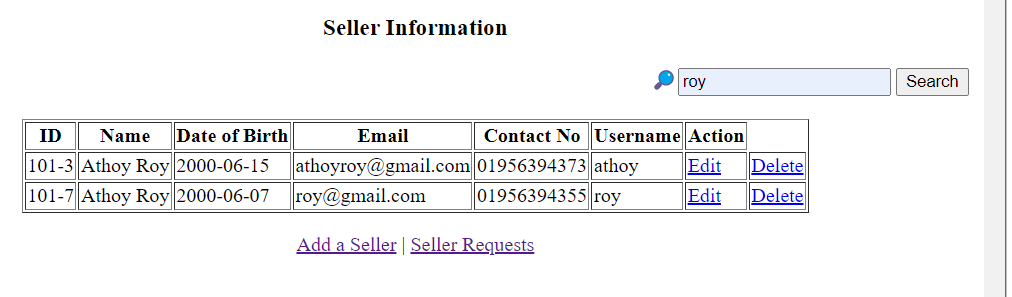 Seller Information
roy Search
ID Name Date of Birth Email Contact No Username Action
101-3 Athoy Roy 2000-06-15 athoyroy@gmail.com 01956394373 athoy Edit Delete
101-7 Athoy Roy 2000-06-07 roy@gmail.com 01956394355 roy Edit Delete
Add a Seller | Seller Requests